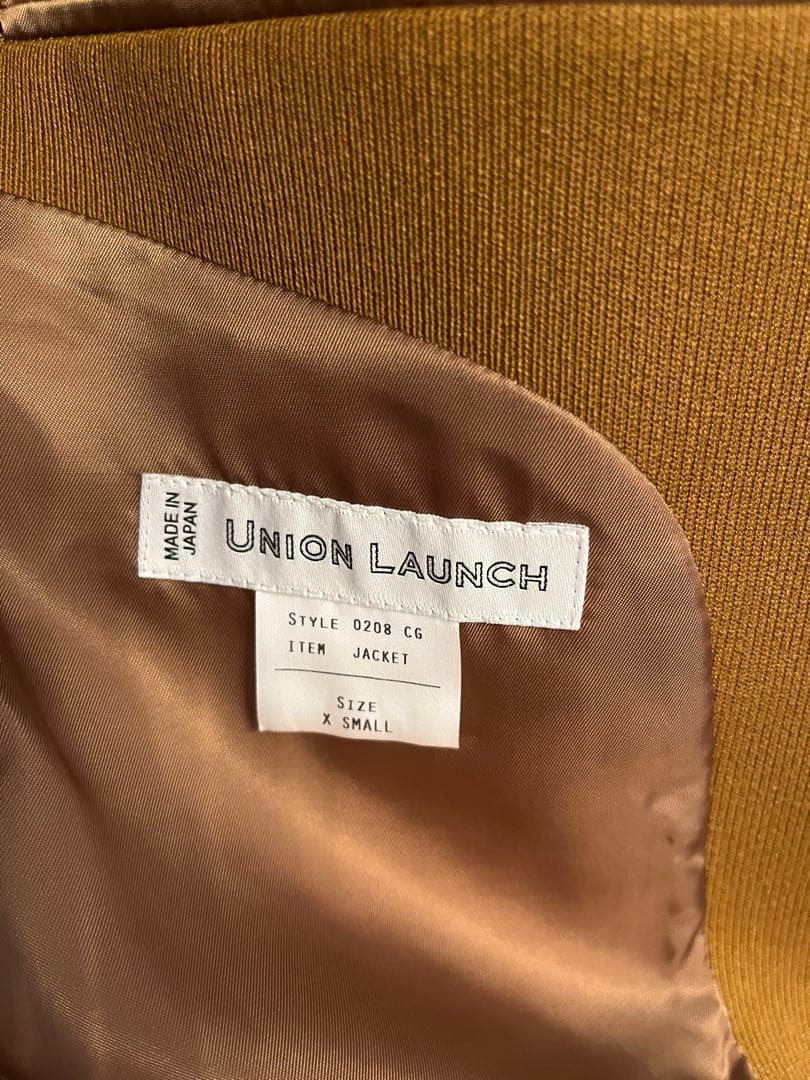 MADE IN
JAPAN
UNION LAUNCH
STYLE 0208 CG
ITEM JACKET
SIZE
X SMALL